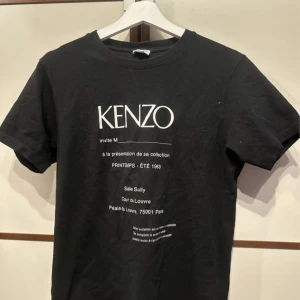 KENZO
invite M
à la présentation de sa collection
PRINTEMPS - ÉTÉ 1983
Salle Sully
Cour du Louvre
Palais du Louvre, 75001 Paris